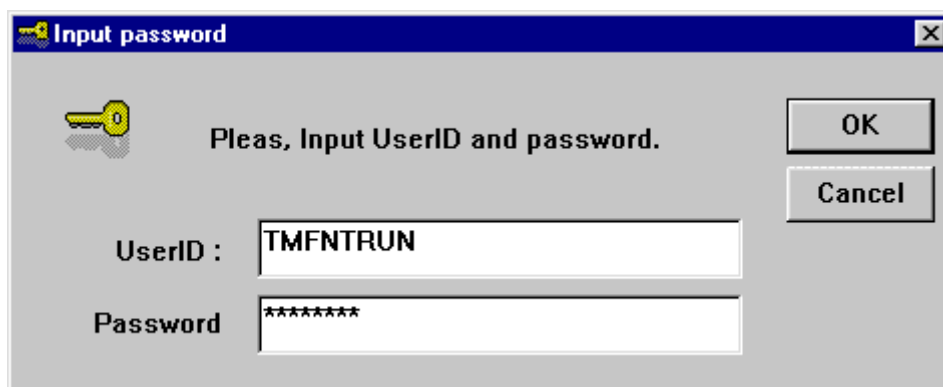 Input password
Pleas, Input UserID and password.
OK
Cancel
UserID :
TMFNTRUN
Password
********